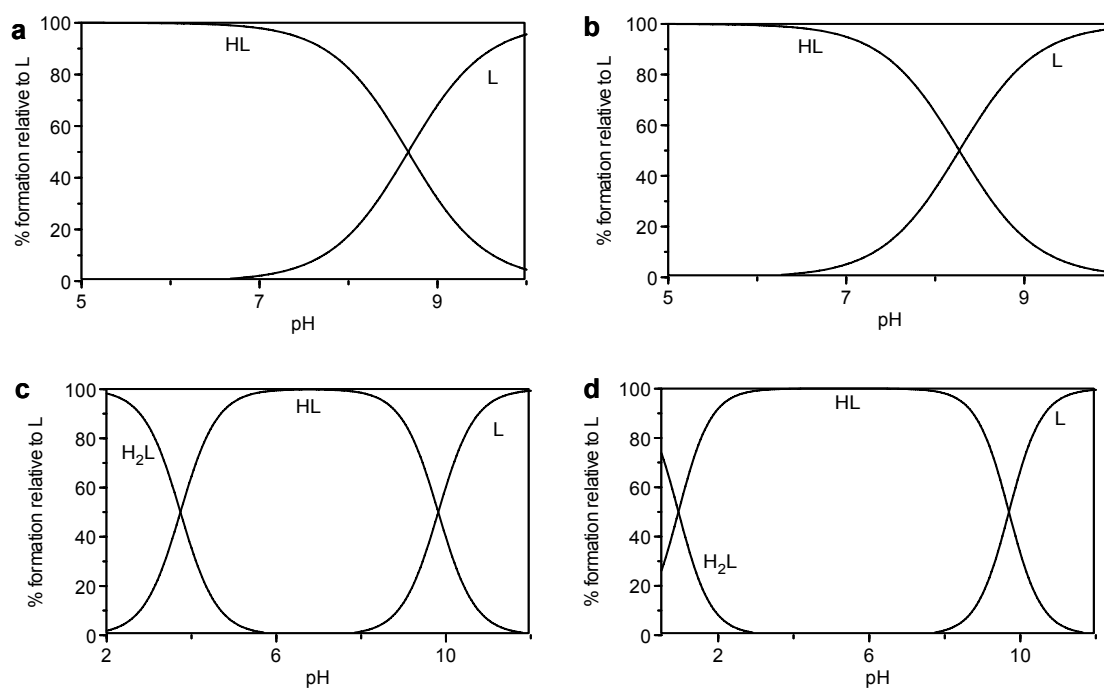 a
% formation relative to L
100
80
60
40
20
0
HL
L
5
7
9
pH
b
% formation relative to L
100
80
60
40
20
0
HL
L
5
7
9
pH
c
% formation relative to L
100
80
60
40
20
0
H₂L
HL
L
2
6
10
pH
d
% formation relative to L
100
80
60
40
20
0
HL
L
H₂L
2
6
10
pH